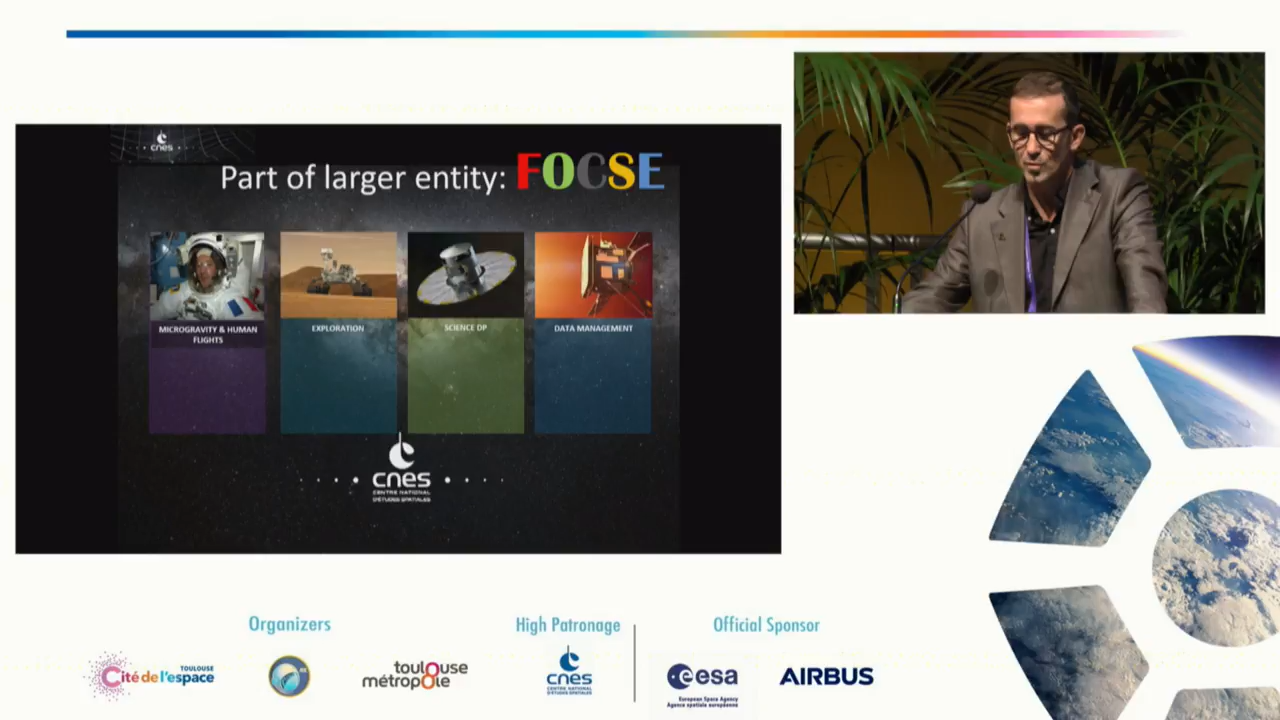 cnes
Part of larger entity: FOCSE
MICROGRAVITY & HUMAN
FLIGHTS
EXPLORATION
SCIENCE DP
DATA MANAGEMENT
cnes
CENTRE NATIONAL
D'ÉTUDES SPATIALES
Organizers
High Patronage
Official Sponsor
TOULOUSE
Cité de l'espace
toulouse
métropole
cnes
CENTRE NATIONAL
D'ÉTUDES SPATIALES
esa
European Space Agency
Agence spatiale européenne
AIRBUS